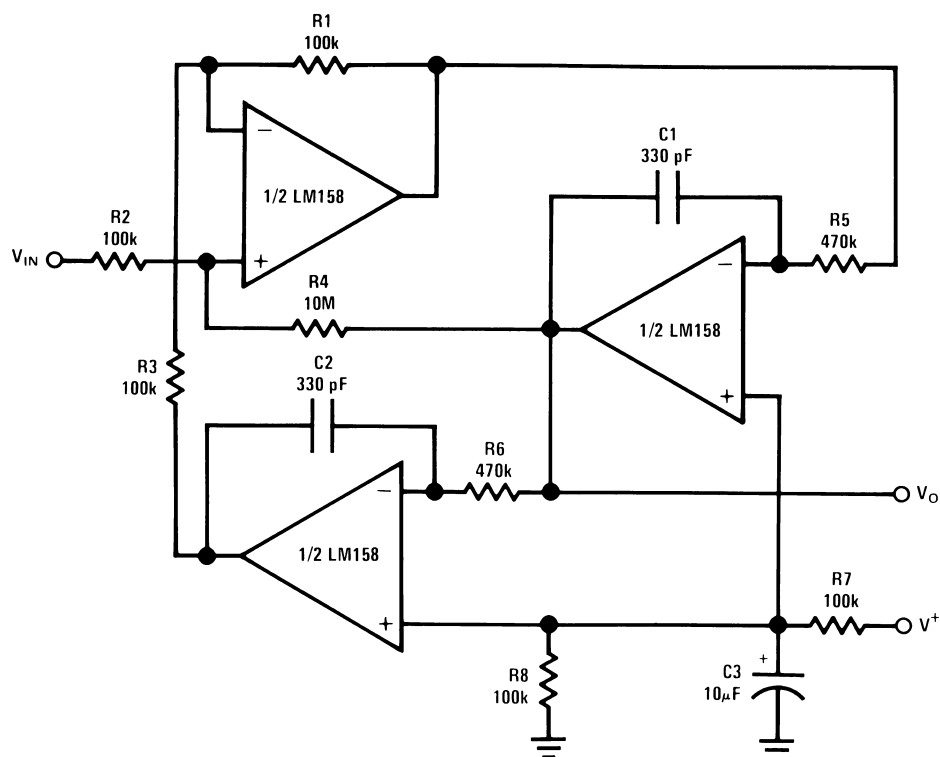 R1
100k
−
1/2 LM158
+
R2
100k
VIN
C1
330 pF
R5
470k
−
1/2 LM158
+
R4
10M
R3
100k
C2
330 pF
R6
470k
−
1/2 LM158
+
VO
R7
100k
V+
R8
100k
+
C3
10μF